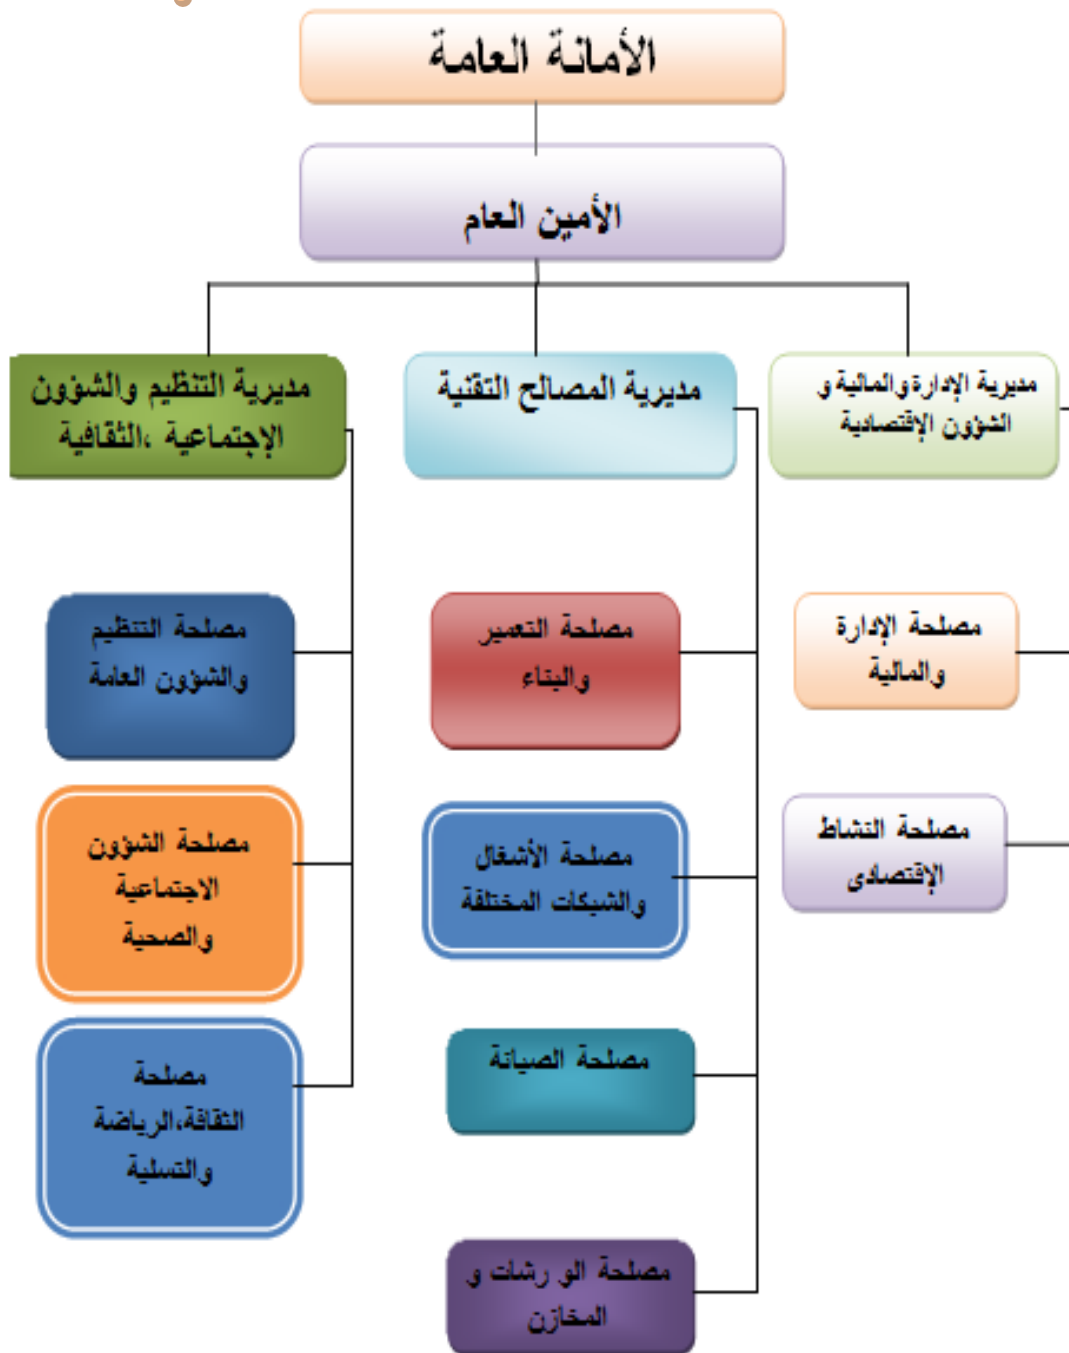 الأمانة العامة
الأمين العام
مديرية الإدارة والمالية و
الشؤون الإقتصادية
مديرية المصالح التقنية
مديرية التنظيم والشؤون
الإجتماعية ،الثقافية
مصلحة الإدارة
والمالية
مصلحة النشاط
الإقتصادى
مصلحة التعمير
والبناء
مصلحة الأشغال
والشبكات المختلفة
مصلحة الصيانة
مصلحة الو رشات و
المخازن
مصلحة التنظيم
والشؤون العامة
مصلحة الشؤون
الاجتماعية
والصحية
مصلحة
الثقافة،الرياضة
والتسلية